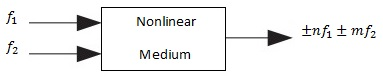 f₁
Nonlinear
±nf₁ ± mf₂
f₂
Medium